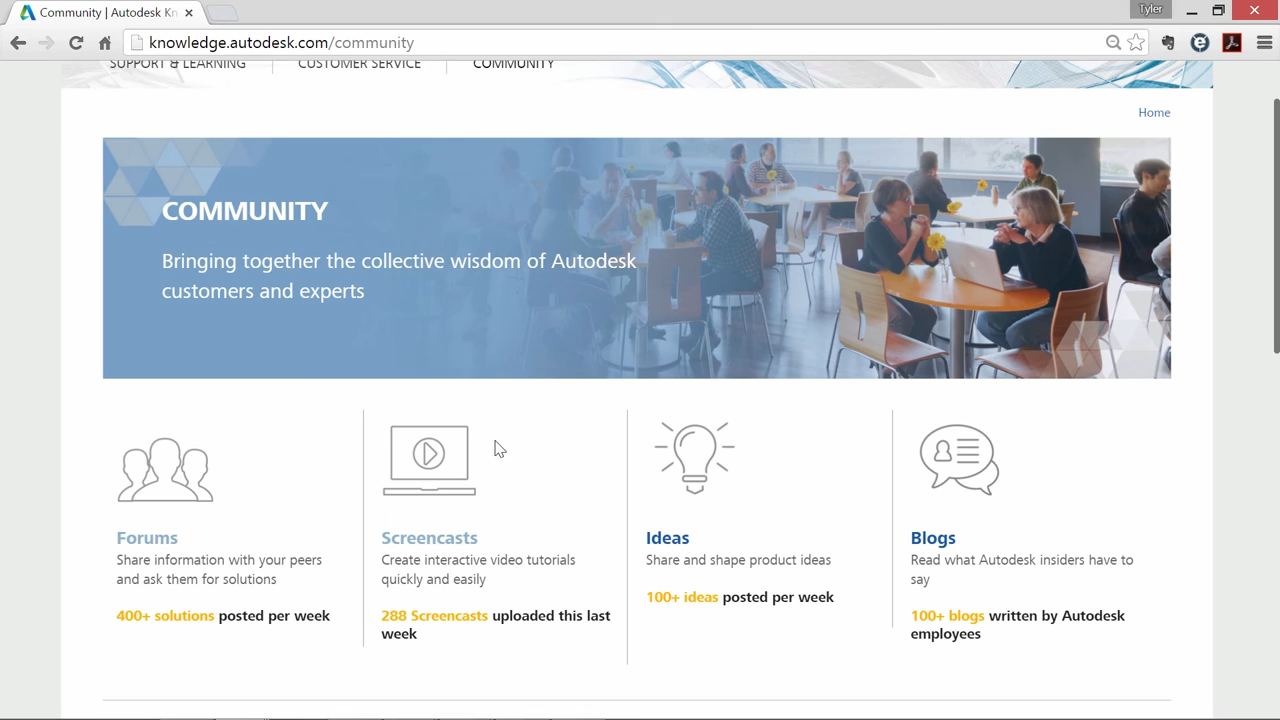 Community | Autodesk Kn
Tyler
knowledge.autodesk.com/community
SUPPORT & LEARNING
CUSTOMER SERVICE
COMMUNITY
Home
COMMUNITY
Bringing together the collective wisdom of Autodesk
customers and experts
Forums
Share information with your peers
and ask them for solutions
400+ solutions posted per week
Screencasts
Create interactive video tutorials
quickly and easily
288 Screencasts uploaded this last
week
Ideas
Share and shape product ideas
100+ ideas posted per week
Blogs
Read what Autodesk insiders have to
say
100+ blogs written by Autodesk
employees